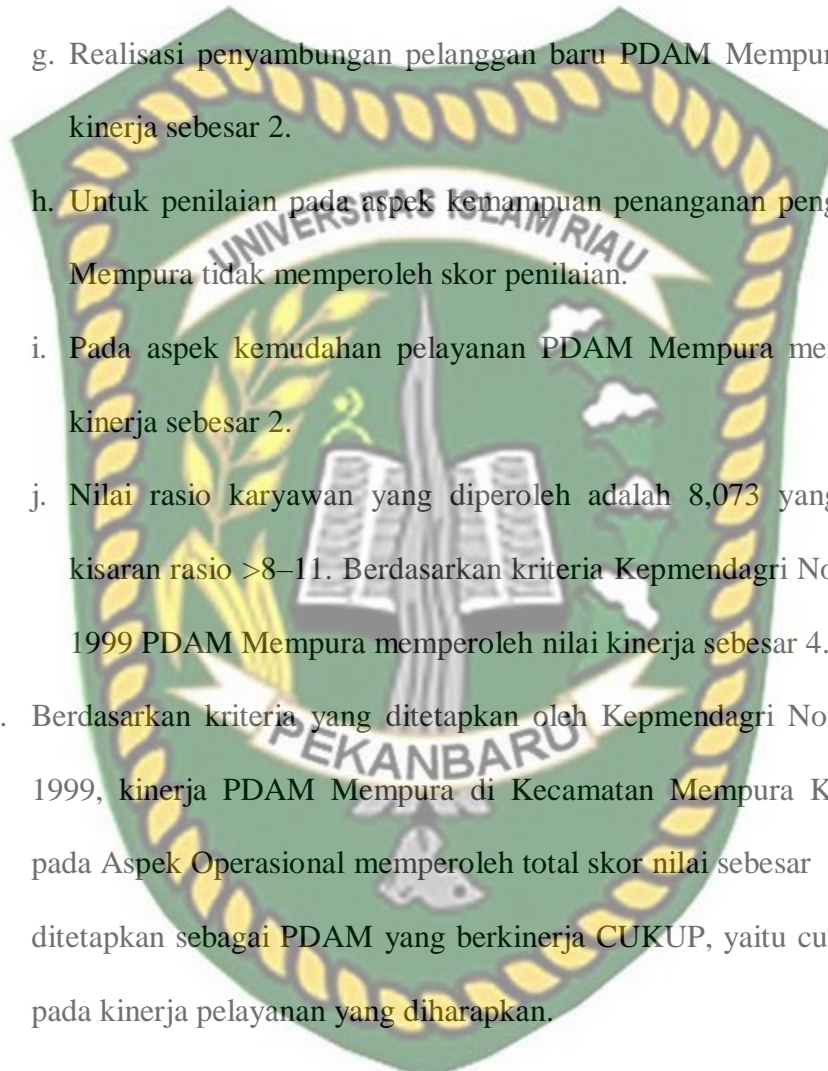 g. Realisasi penyambungan pelanggan baru PDAM Mempur
kinerja sebesar 2.
h. Untuk penilaian pada aspek kemampuan penanganan peng
UNIVERSITAS ISLAM RIAU
Mempura tidak memperoleh skor penilaian.
i. Pada aspek kemudahan pelayanan PDAM Mempura me
kinerja sebesar 2.
j. Nilai rasio karyawan yang diperoleh adalah 8,073 yang
kisaran rasio >8–11. Berdasarkan kriteria Kepmendagri No
1999 PDAM Mempura memperoleh nilai kinerja sebesar 4.
. Berdasarkan kriteria yang ditetapkan oleh Kepmendagri No
PEKANBARU
1999, kinerja PDAM Mempura di Kecamatan Mempura K
pada Aspek Operasional memperoleh total skor nilai sebesar
ditetapkan sebagai PDAM yang berkinerja CUKUP, yaitu cu
pada kinerja pelayanan yang diharapkan.